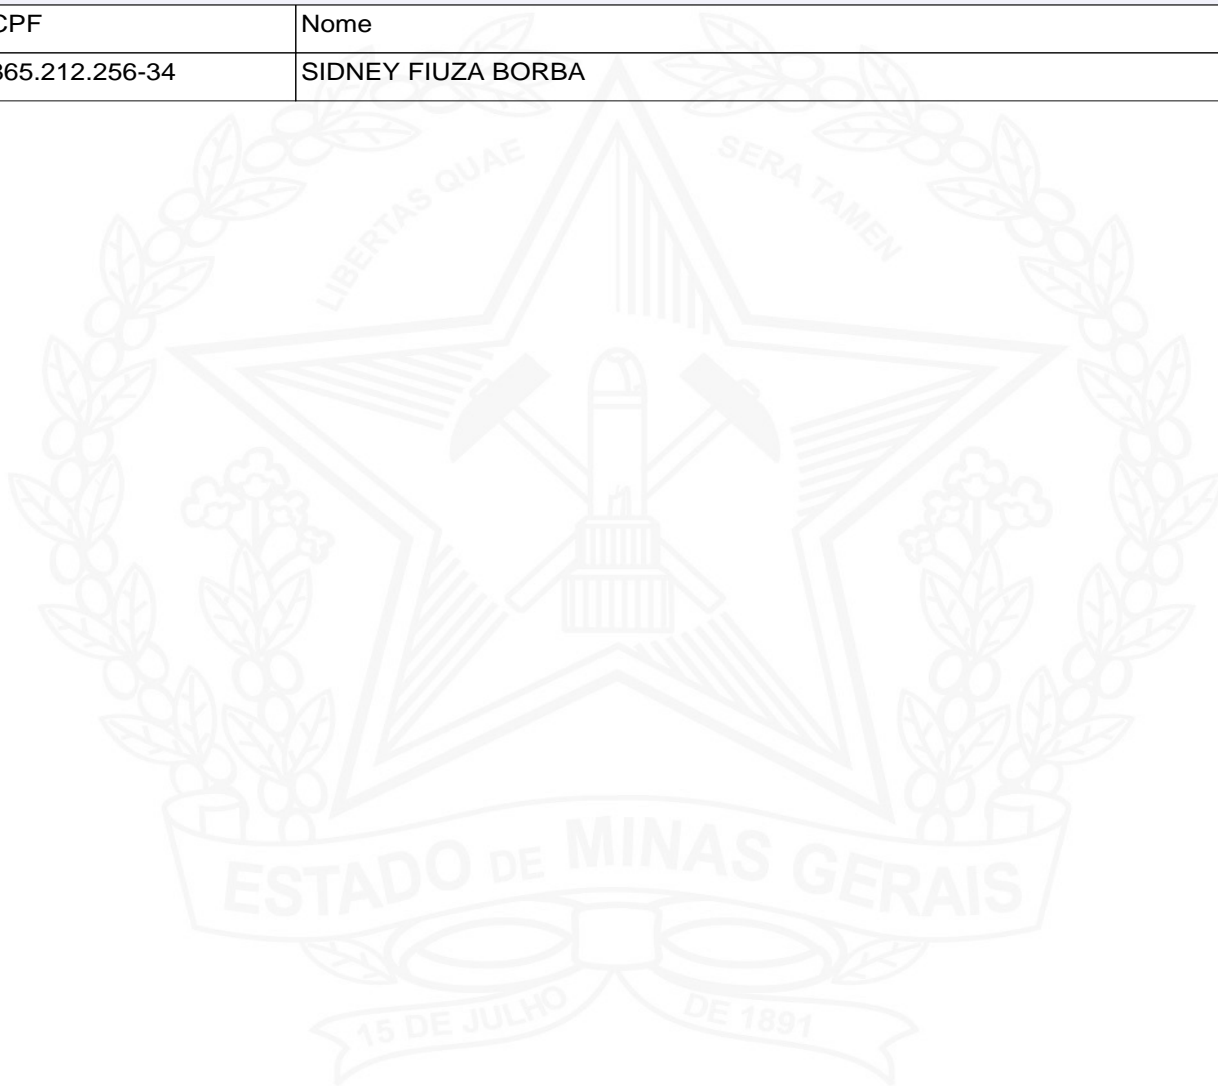 CPF Nome
865.212.256-34 SIDNEY FIUZA BORBA
LIBERTAS QUAE SERA TAMEN
ESTADO DE MINAS GERAIS
15 DE JULHO DE 1891